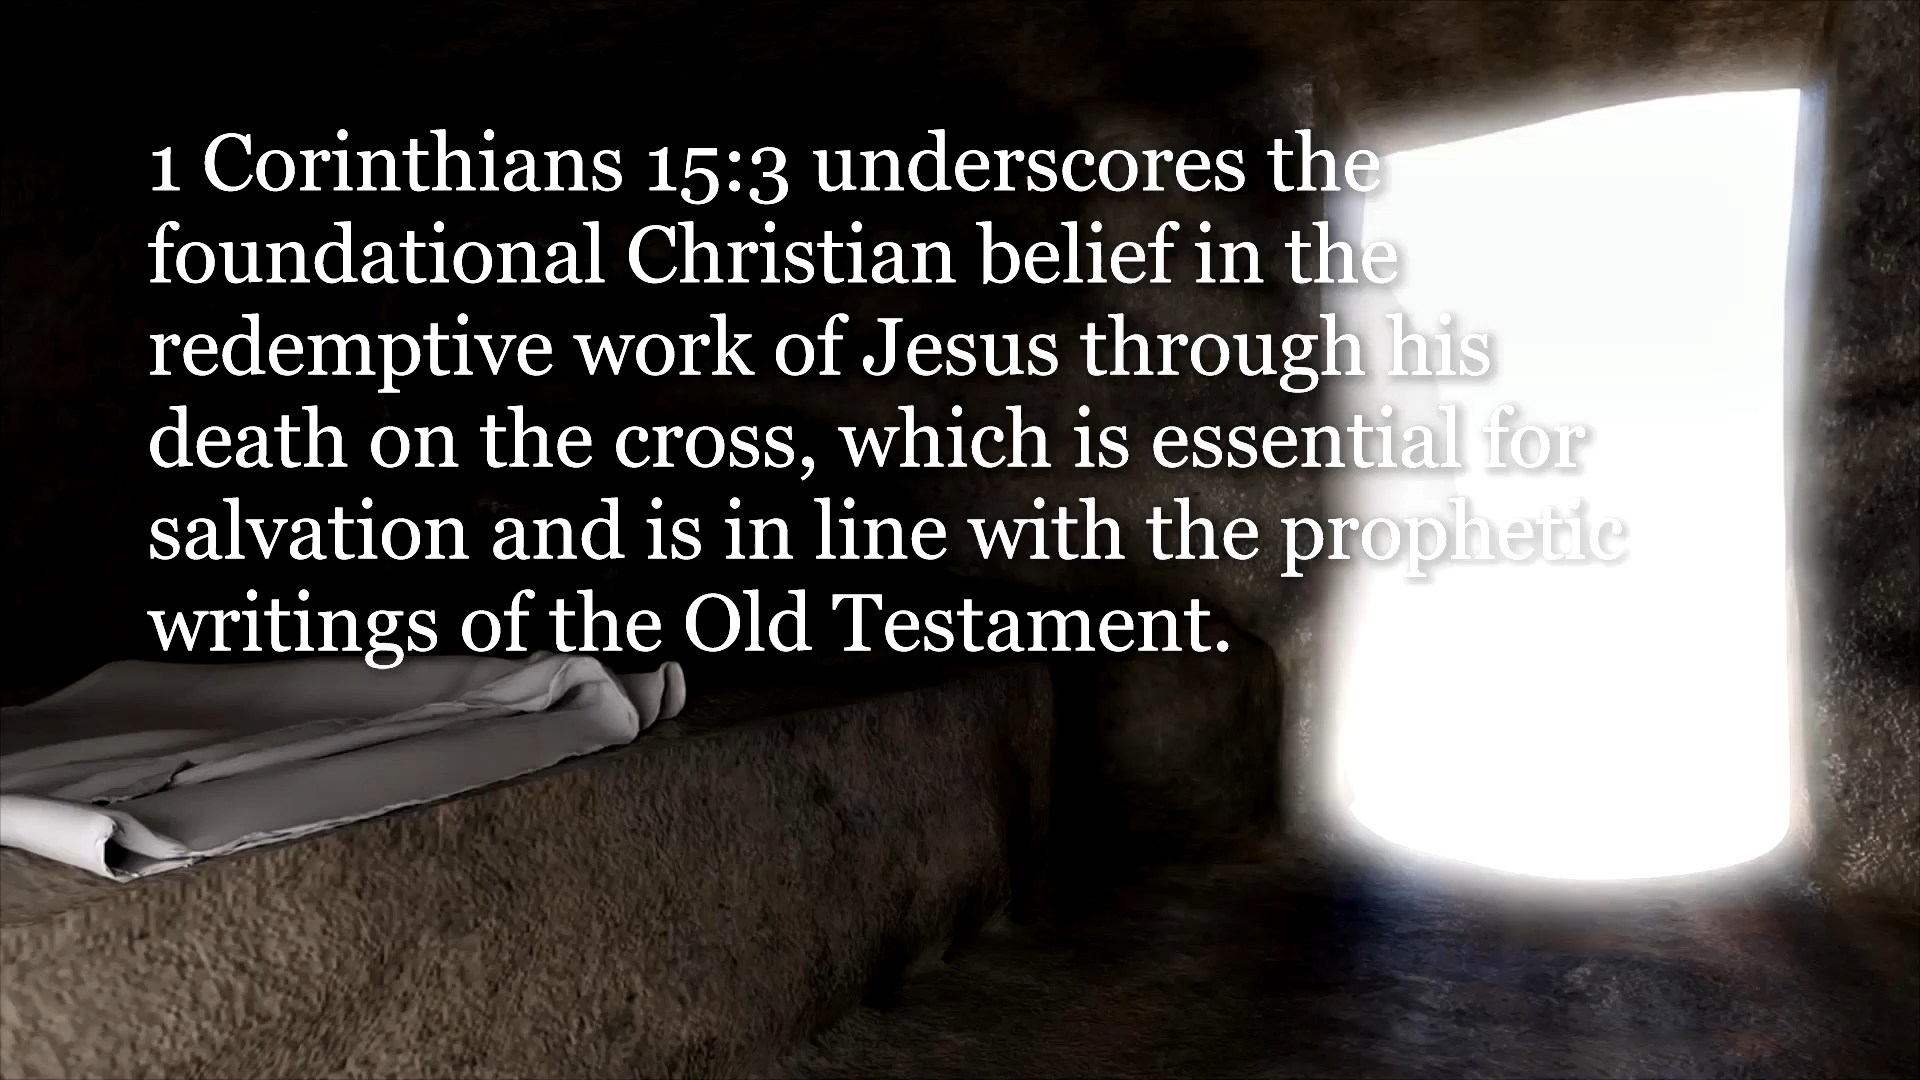 1 Corinthians 15:3 underscores the
foundational Christian belief in the
redemptive work of Jesus through his
death on the cross, which is essential for
salvation and is in line with the prophetic
writings of the Old Testament.